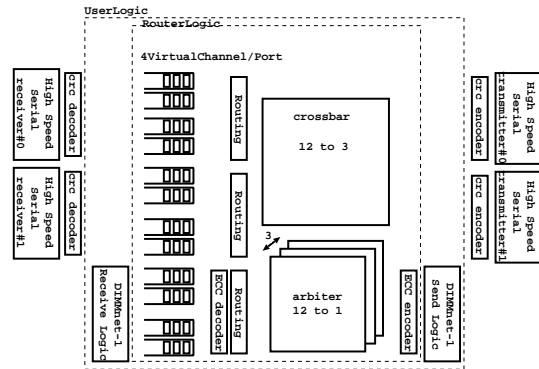 UserLogic
RouterLogic
4VirtualChannel/Port
High Speed
Serial
receiver#0
crc decoder
Routing
crossbar
12 to 3
crc encoder
High Speed
Serial
transmitter#0
High Speed
Serial
receiver#1
crc decoder
Routing
crc encoder
High Speed
Serial
transmitter#1
3
DIMMnet-1
Receive Logic
ECC decoder
Routing
arbiter
12 to 1
ECC encoder
DIMMnet-1
Send Logic